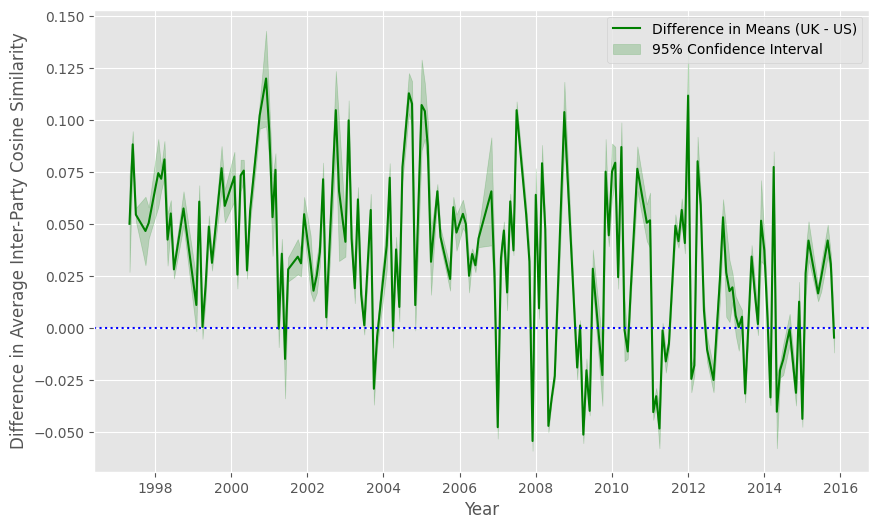 0.150
0.125
0.100
0.075
0.050
0.025
0.000
−0.025
−0.050
Difference in Average Inter-Party Cosine Similarity
Difference in Means (UK - US)
95% Confidence Interval
1998 2000 2002 2004 2006 2008 2010 2012 2014 2016
Year